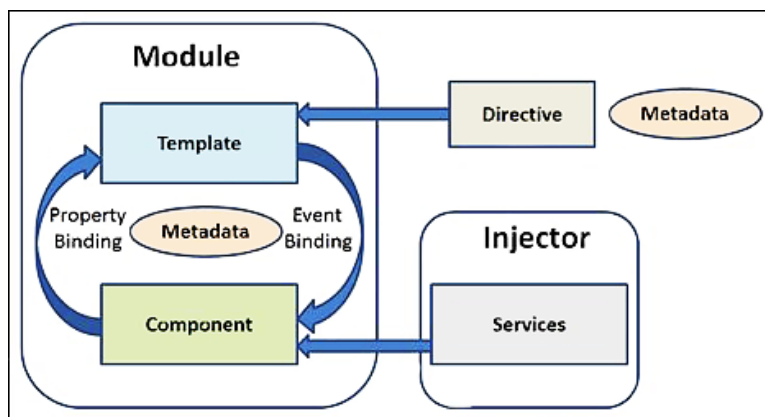 Module
Template
Directive
Metadata
Property
Binding
Metadata
Event
Binding
Injector
Component
Services